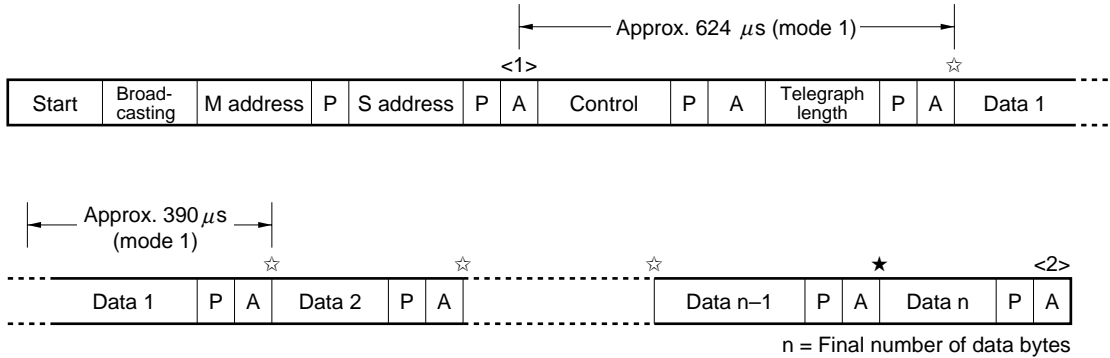 Approx. 624 μs (mode 1)
<1> ☆
Start Broad-casting M address P S address P A Control P A Telegraph length P A Data 1
Approx. 390 μs
(mode 1)
☆ ☆ ☆ ★ <2>
Data 1 P A Data 2 P A Data n–1 P A Data n P A
n = Final number of data bytes